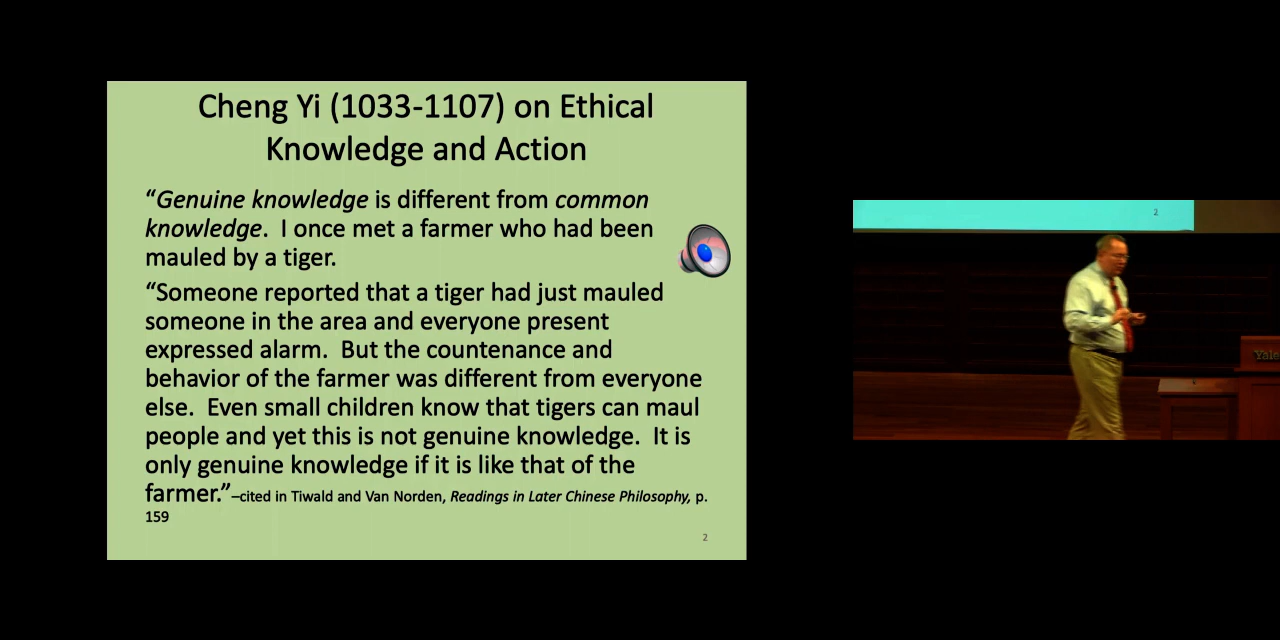 Cheng Yi (1033-1107) on Ethical
Knowledge and Action
“Genuine knowledge is different from common
knowledge.  I once met a farmer who had been
mauled by a tiger.
“Someone reported that a tiger had just mauled
someone in the area and everyone present
expressed alarm.  But the countenance and
behavior of the farmer was different from everyone
else.  Even small children know that tigers can maul
people and yet this is not genuine knowledge.  It is
only genuine knowledge if it is like that of the
farmer.”–cited in Tiwald and Van Norden, Readings in Later Chinese Philosophy, p.
159
2
2
Yale